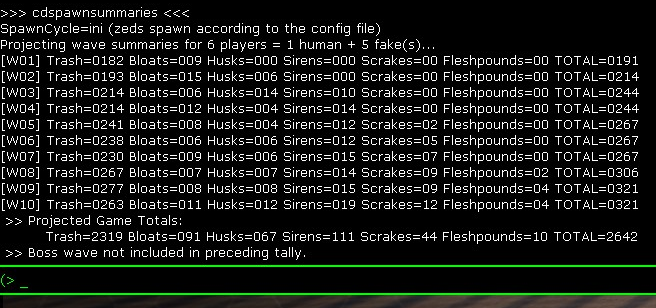 >>> cdspawnsummaries <<<
SpawnCycle=ini (zeds spawn according to the config file)
Projecting wave summaries for 6 players = 1 human + 5 fake(s)...
[W01] Trash=0182 Bloats=009 Husks=000 Sirens=000 Scrakes=00 Fleshpounds=00 TOTAL=0191
[W02] Trash=0193 Bloats=015 Husks=006 Sirens=000 Scrakes=00 Fleshpounds=00 TOTAL=0214
[W03] Trash=0214 Bloats=006 Husks=014 Sirens=010 Scrakes=00 Fleshpounds=00 TOTAL=0244
[W04] Trash=0214 Bloats=012 Husks=004 Sirens=014 Scrakes=00 Fleshpounds=00 TOTAL=0244
[W05] Trash=0241 Bloats=008 Husks=004 Sirens=012 Scrakes=02 Fleshpounds=00 TOTAL=0267
[W06] Trash=0238 Bloats=006 Husks=006 Sirens=012 Scrakes=05 Fleshpounds=00 TOTAL=0267
[W07] Trash=0230 Bloats=009 Husks=006 Sirens=015 Scrakes=07 Fleshpounds=00 TOTAL=0267
[W08] Trash=0267 Bloats=007 Husks=007 Sirens=014 Scrakes=09 Fleshpounds=02 TOTAL=0306
[W09] Trash=0277 Bloats=008 Husks=008 Sirens=015 Scrakes=09 Fleshpounds=04 TOTAL=0321
[W10] Trash=0263 Bloats=011 Husks=012 Sirens=019 Scrakes=12 Fleshpounds=04 TOTAL=0321
>> Projected Game Totals:
Trash=2319 Bloats=091 Husks=067 Sirens=111 Scrakes=44 Fleshpounds=10 TOTAL=2642
>> Boss wave not included in preceding tally.
(> _